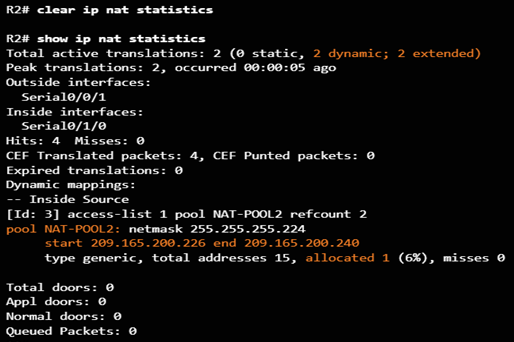 R2# clear ip nat statistics
R2# show ip nat statistics
Total active translations: 2 (0 static, 2 dynamic; 2 extended)
Peak translations: 2, occurred 00:00:05 ago
Outside interfaces:
  Serial0/0/1
Inside interfaces:
  Serial0/1/0
Hits: 4  Misses: 0
CEF Translated packets: 4, CEF Punted packets: 0
Expired translations: 0
Dynamic mappings:
-- Inside Source
[Id: 3] access-list 1 pool NAT-POOL2 refcount 2
pool NAT-POOL2: netmask 255.255.255.224
     start 209.165.200.226 end 209.165.200.240
     type generic, total addresses 15, allocated 1 (6%), misses 0
Total doors: 0
Appl doors: 0
Normal doors: 0
Queued Packets: 0